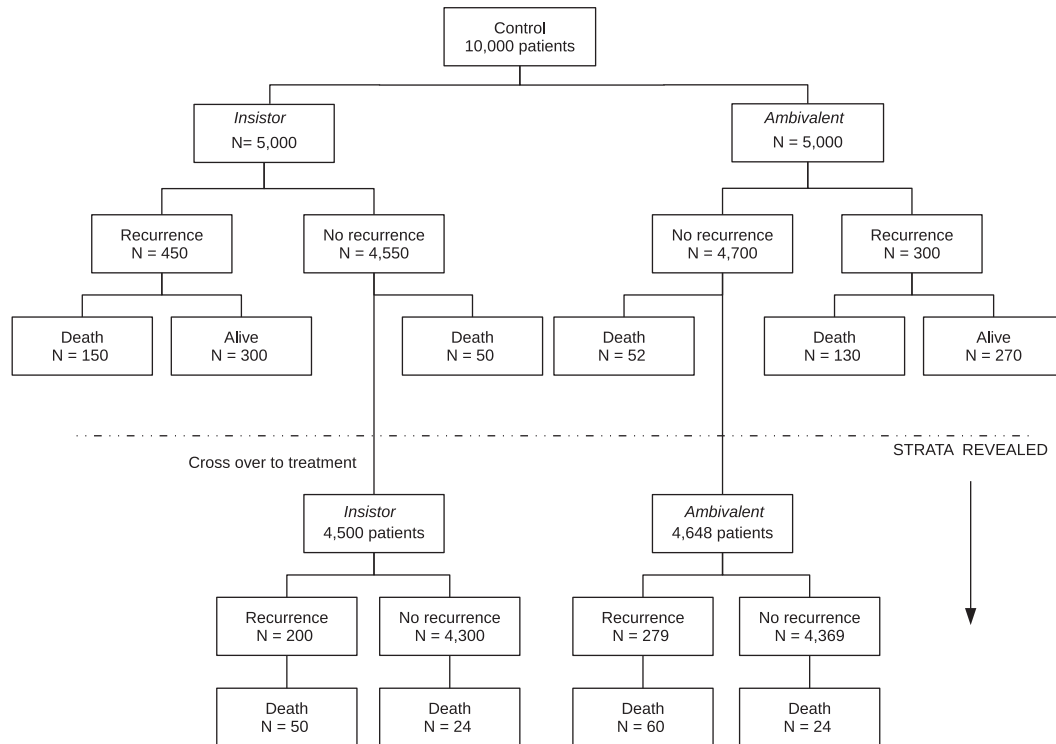 Control
10,000 patients
Insistor
N= 5,000
Ambivalent
N = 5,000
Recurrence
N = 450
No recurrence
N = 4,550
No recurrence
N = 4,700
Recurrence
N = 300
Death
N = 150
Alive
N = 300
Death
N = 50
Death
N = 52
Death
N = 130
Alive
N = 270
Cross over to treatment
STRATA REVEALED
Insistor
4,500 patients
Ambivalent
4,648 patients
Recurrence
N = 200
No recurrence
N = 4,300
Recurrence
N = 279
No recurrence
N = 4,369
Death
N = 50
Death
N = 24
Death
N = 60
Death
N = 24